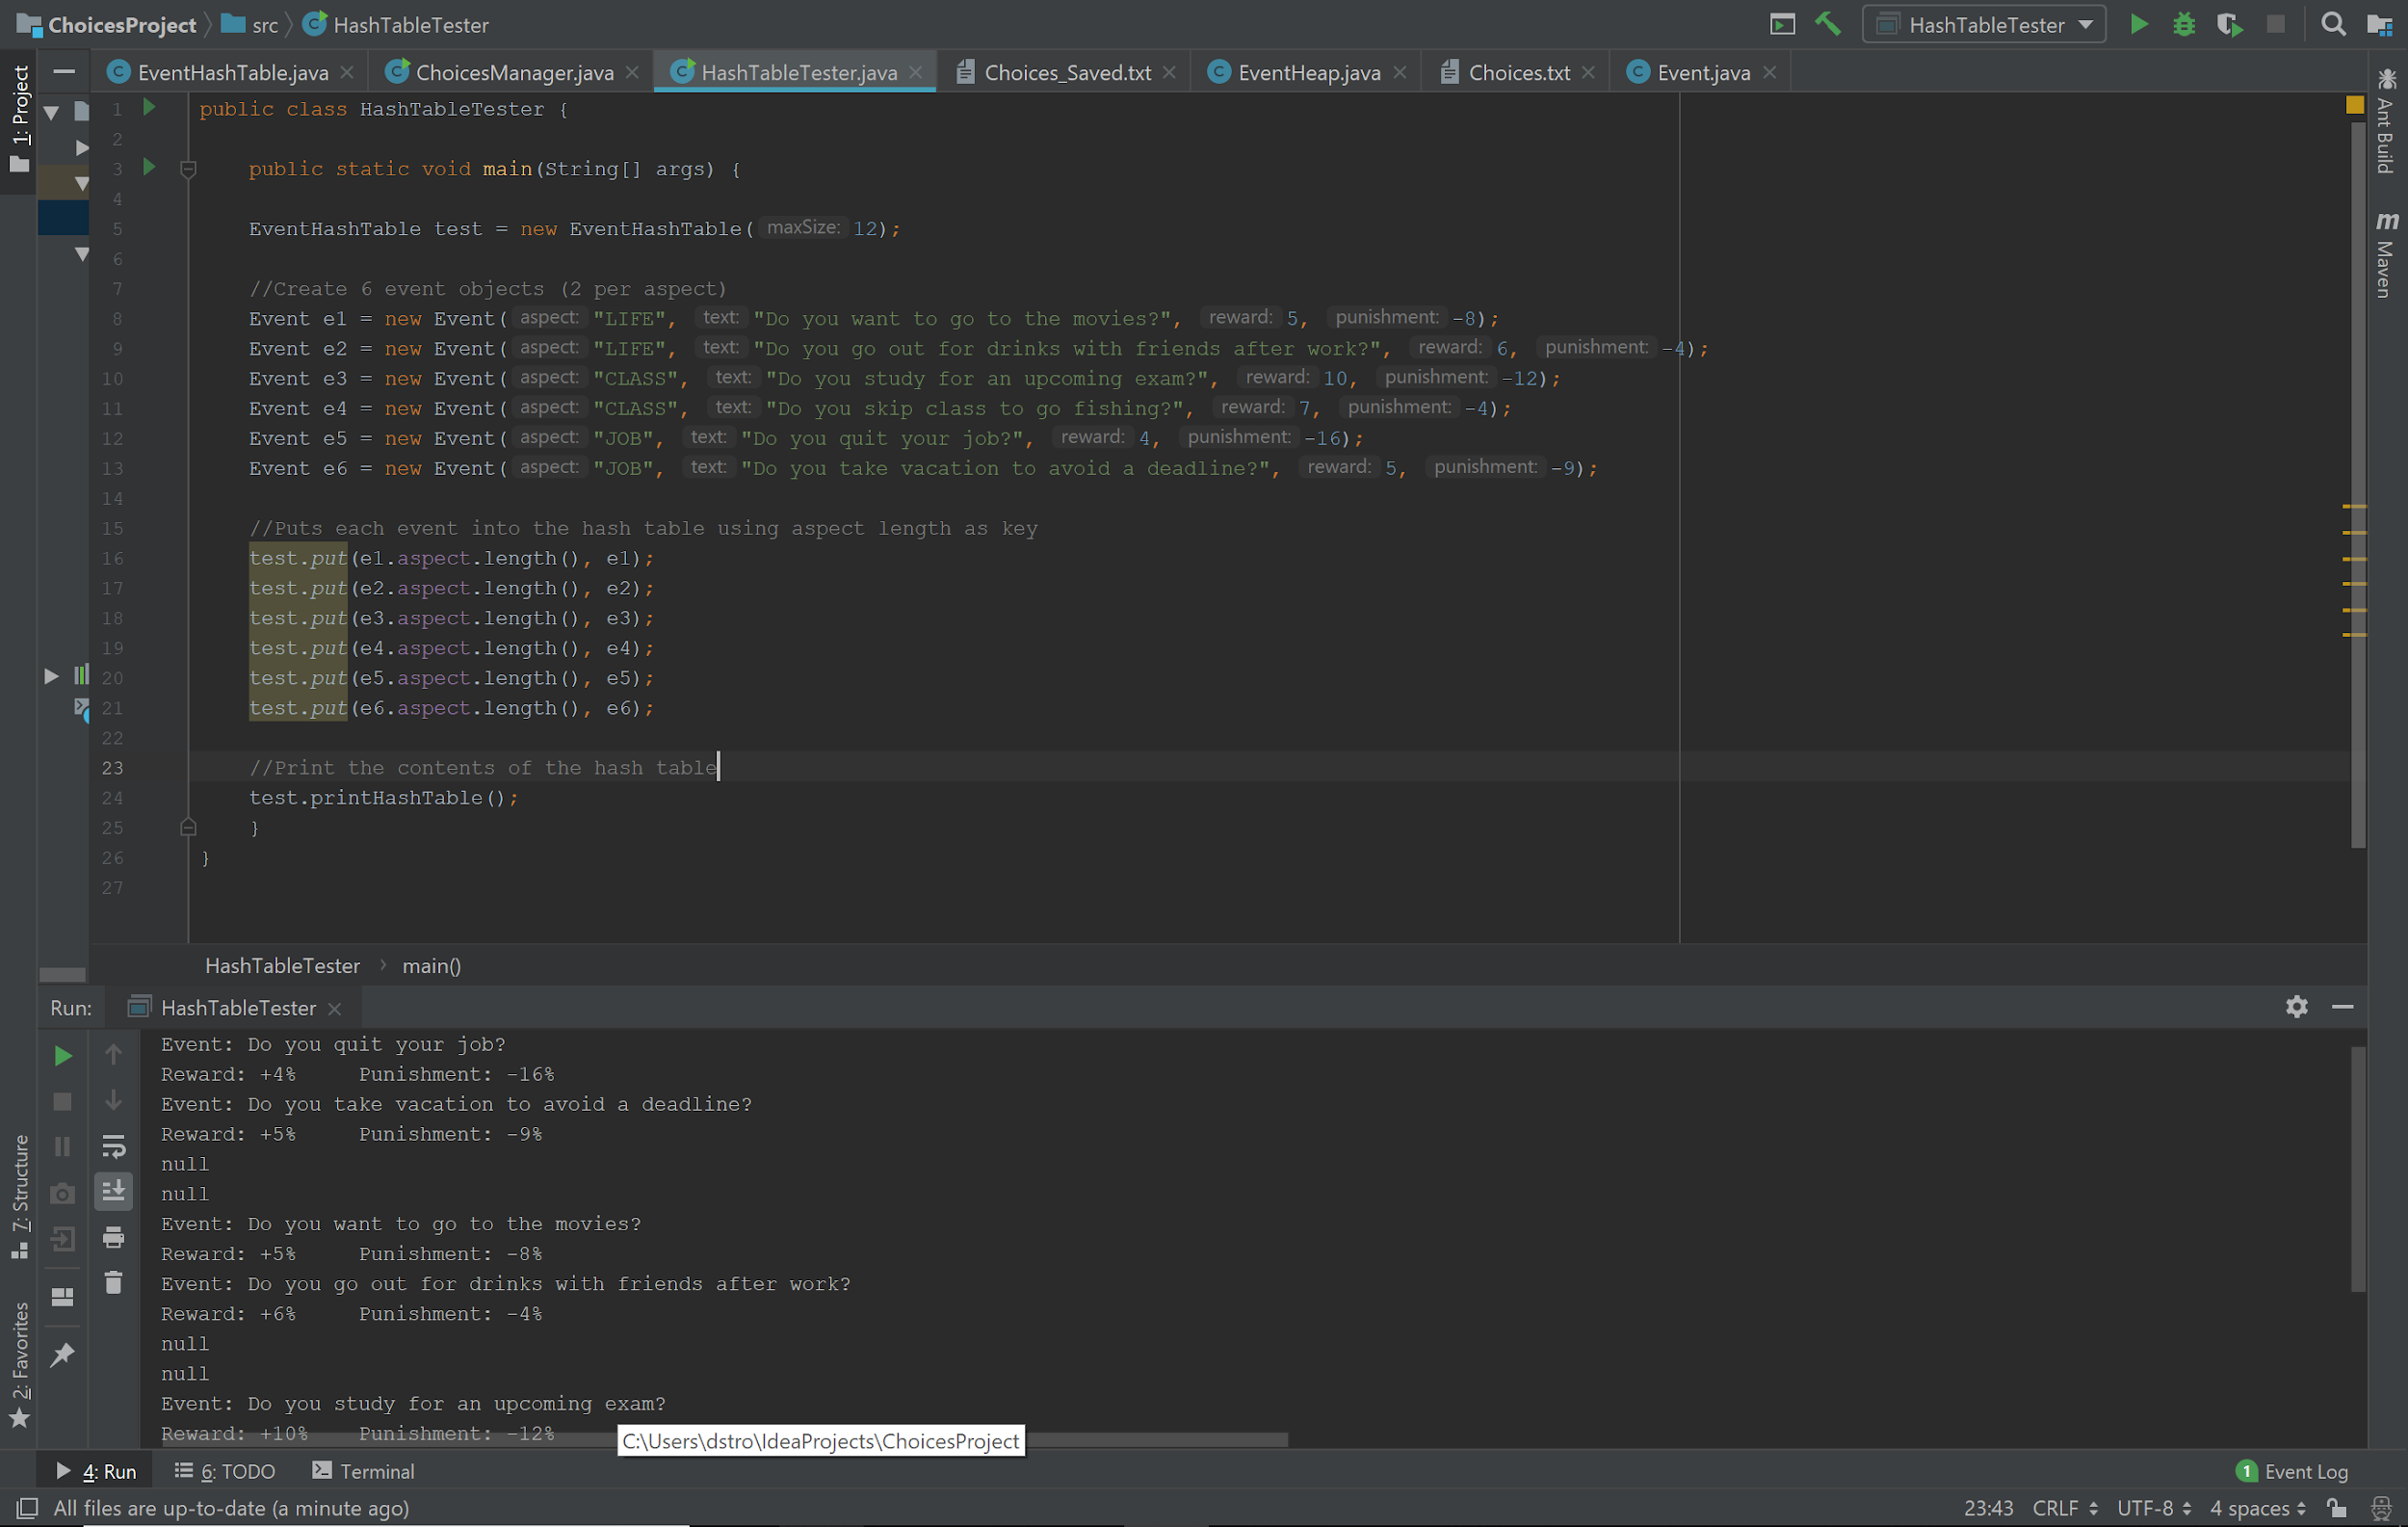 ChoicesProject src HashTableTester HashTableTester
1: Project EventHashTable.java ChoicesManager.java HashTableTester.java Choices_Saved.txt EventHeap.java Choices.txt Event.java Ant Build
1 public class HashTableTester {
2
3 public static void main(String[] args) {
4
Maven
5 EventHashTable test = new EventHashTable( maxSize: 12);
6
7 //Create 6 event objects (2 per aspect)
8 Event e1 = new Event( aspect: "LIFE", text: "Do you want to go to the movies?", reward: 5, punishment: -8);
9 Event e2 = new Event( aspect: "LIFE", text: "Do you go out for drinks with friends after work?", reward: 6, punishment: -4);
10 Event e3 = new Event( aspect: "CLASS", text: "Do you study for an upcoming exam?", reward: 10, punishment: -12);
11 Event e4 = new Event( aspect: "CLASS", text: "Do you skip class to go fishing?", reward: 7, punishment: -4);
12 Event e5 = new Event( aspect: "JOB", text: "Do you quit your job?", reward: 4, punishment: -16);
13 Event e6 = new Event( aspect: "JOB", text: "Do you take vacation to avoid a deadline?", reward: 5, punishment: -9);
14
15 //Puts each event into the hash table using aspect length as key
16 test.put(e1.aspect.length(), e1);
17 test.put(e2.aspect.length(), e2);
18 test.put(e3.aspect.length(), e3);
19 test.put(e4.aspect.length(), e4);
20 test.put(e5.aspect.length(), e5);
21 test.put(e6.aspect.length(), e6);
22
23 //Print the contents of the hash table
24 test.printHashTable();
25 }
26 }
27
HashTableTester main()
Run: HashTableTester
Event: Do you quit your job?
Reward: +4% Punishment: -16%
Event: Do you take vacation to avoid a deadline?
Reward: +5% Punishment: -9%
null
null
Event: Do you want to go to the movies?
Reward: +5% Punishment: -8%
Event: Do you go out for drinks with friends after work?
Reward: +6% Punishment: -4%
null
null
Event: Do you study for an upcoming exam?
Reward: +10% Punishment: -12%
7: Structure
2: Favorites
C:\Users\dstro\IdeaProjects\ChoicesProject
4: Run 6: TODO Terminal 1 Event Log
All files are up-to-date (a minute ago) 23:43 CRLF UTF-8 4 spaces